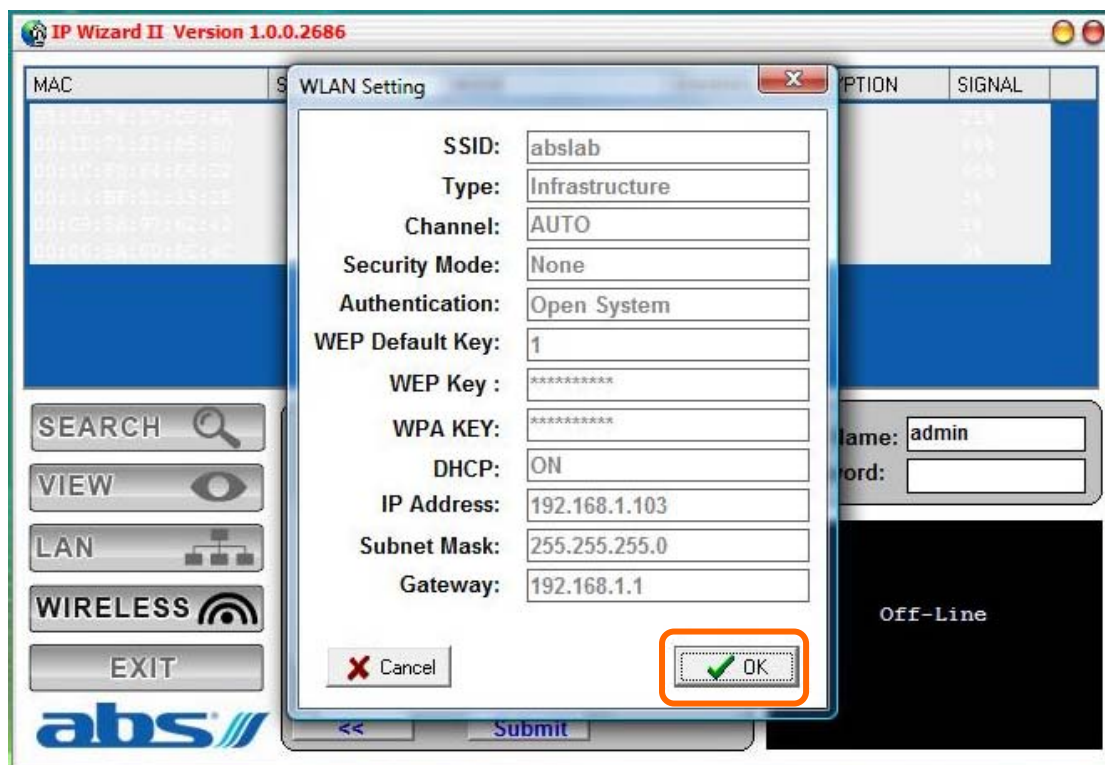 IP Wizard II Version 1.0.0.2686
MAC
WLAN Setting
YPTION
SIGNAL
SSID: abslab
Type: Infrastructure
Channel: AUTO
Security Mode: None
Authentication: Open System
WEP Default Key: 1
WEP Key : **********
WPA KEY: **********
DHCP: ON
IP Address: 192.168.1.103
Subnet Mask: 255.255.255.0
Gateway: 192.168.1.1
Cancel
OK
SEARCH
VIEW
LAN
WIRELESS
EXIT
abs
<<
Submit
ame: admin
ord:
Off-Line